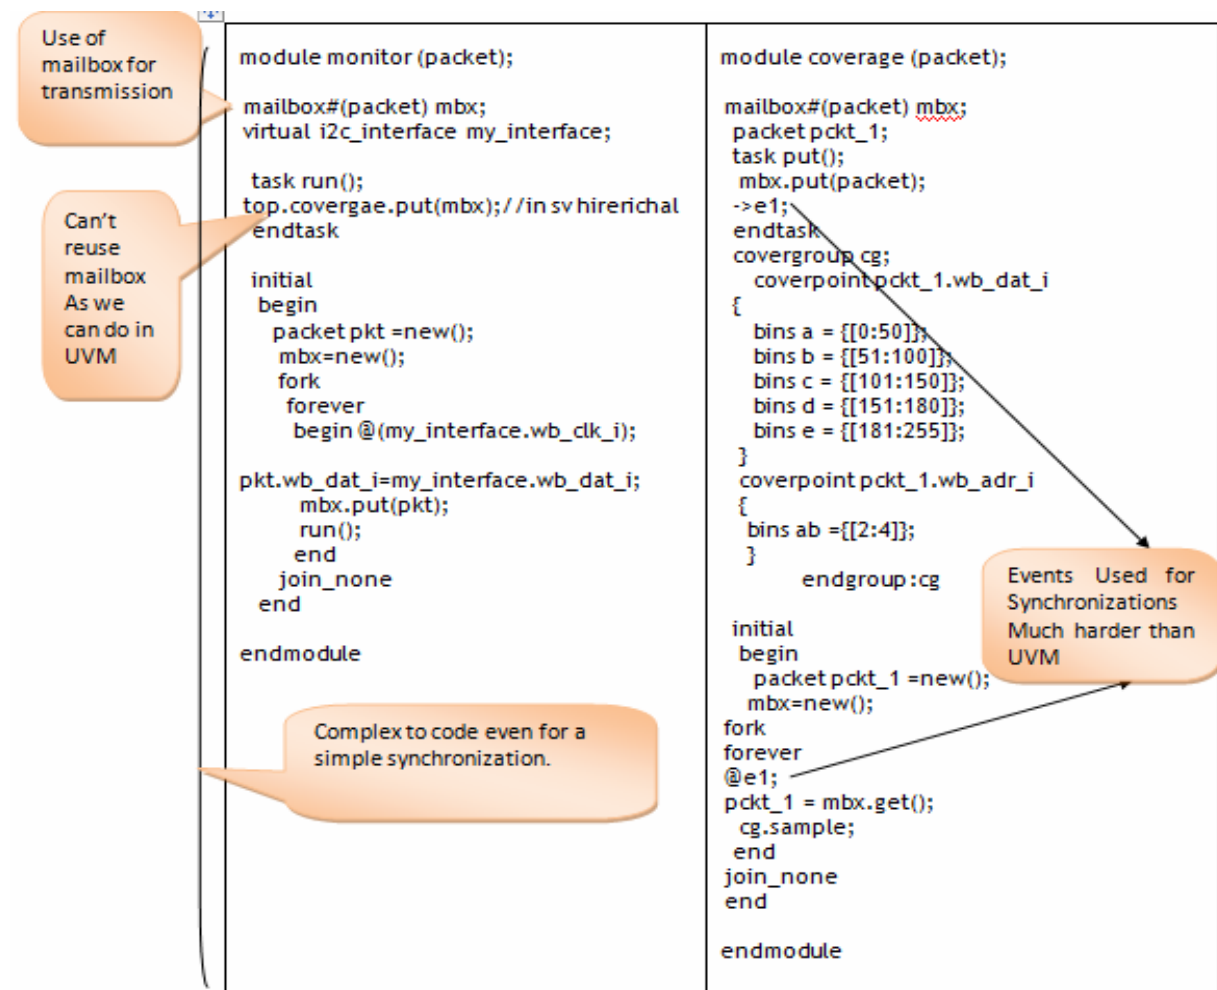 Use of
mailbox for
transmission
Can't
reuse
mailbox
As we
can do in
UVM
module monitor (packet);
mailbox#(packet) mbx;
virtual i2c_interface my_interface;
task run();
top.covergae.put(mbx);//in sv hirerichal
endtask
initial
begin
packet pkt =new();
mbx=new();
fork
forever
begin @(my_interface.wb_clk_i);
pkt.wb_dat_i=my_interface.wb_dat_i;
mbx.put(pkt);
run();
end
join_none
end
endmodule
Complex to code even for a
simple synchronization.
module coverage (packet);
mailbox#(packet) mbx;
packet pckt_1;
task put();
mbx.put(packet);
->e1;
endtask
covergroup cg;
coverpoint pckt_1.wb_dat_i
{
bins a = {[0:50]};
bins b = {[51:100]};
bins c = {[101:150]};
bins d = {[151:180]};
bins e = {[181:255]};
}
coverpoint pckt_1.wb_adr_i
{
bins ab ={[2:4]};
}
endgroup:cg
initial
begin
packet pckt_1 =new();
mbx=new();
fork
forever
@e1;
pckt_1 = mbx.get();
cg.sample;
end
join_none
end
endmodule
Events Used for
Synchronizations
Much harder than
UVM